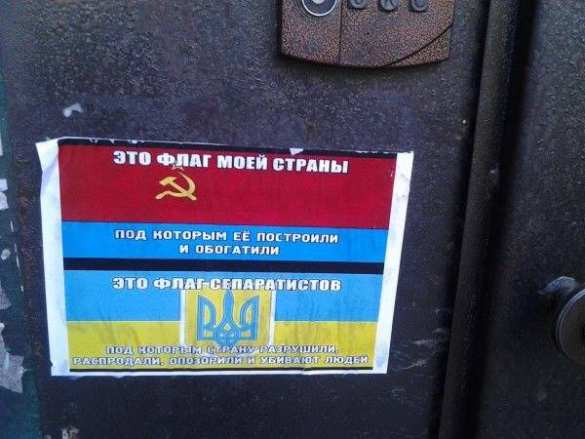 ЭТО ФЛАГ МОЕЙ СТРАНЫ
ПОД КОТОРЫМ ЕЁ ПОСТРОИЛИ
И ОБОГАТИЛИ
ЭТО ФЛАГ СЕПАРАТИСТОВ
ПОД КОТОРЫМ СТРАНУ РАЗРУШИЛИ,
РАСПРОДАЛИ, ОПОЗОРИЛИ И УБИВАЮТ ЛЮДЕЙ